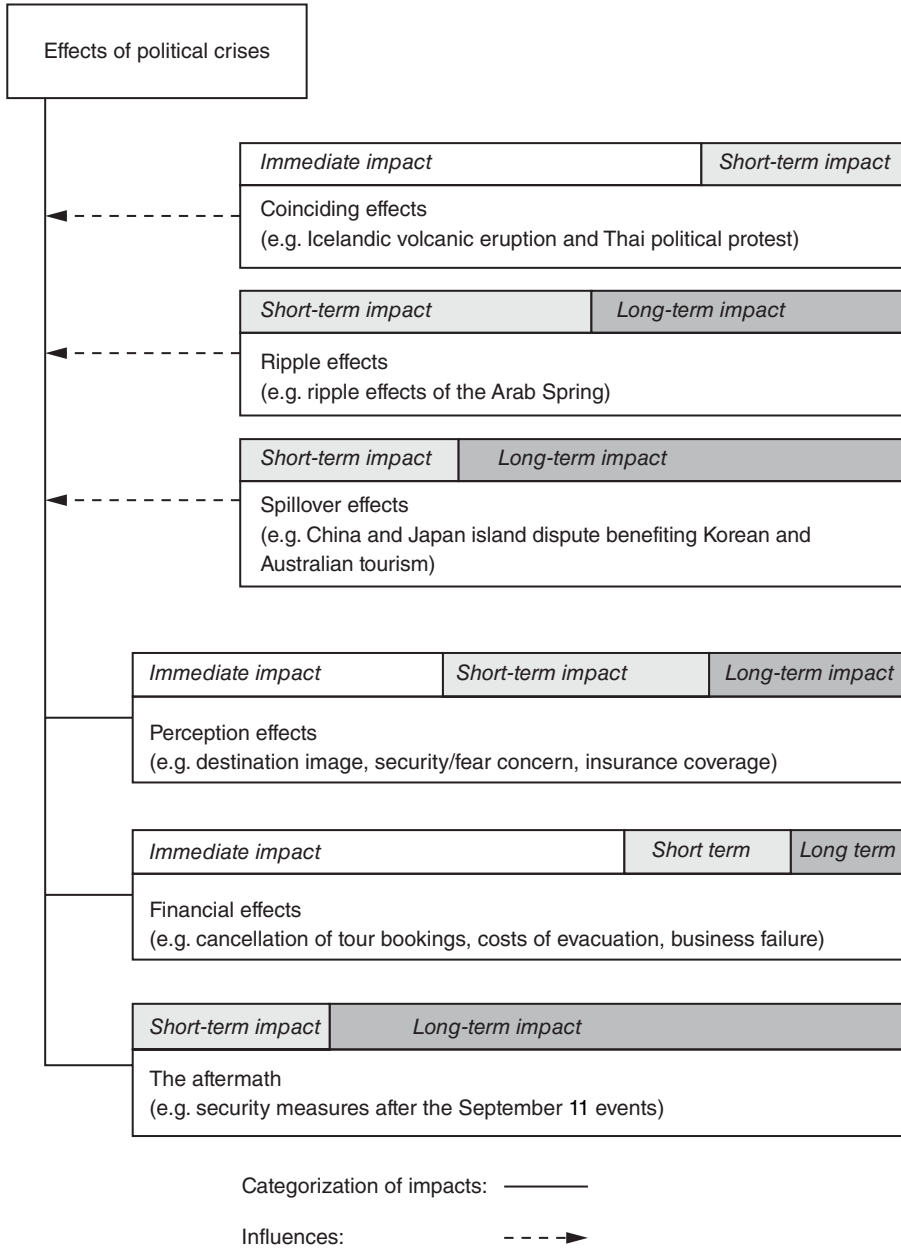 Effects of political crises
Immediate impact
Short-term impact
Coinciding effects
(e.g. Icelandic volcanic eruption and Thai political protest)
Short-term impact
Long-term impact
Ripple effects
(e.g. ripple effects of the Arab Spring)
Short-term impact
Long-term impact
Spillover effects
(e.g. China and Japan island dispute benefiting Korean and
Australian tourism)
Immediate impact
Short-term impact
Long-term impact
Perception effects
(e.g. destination image, security/fear concern, insurance coverage)
Immediate impact
Short term
Long term
Financial effects
(e.g. cancellation of tour bookings, costs of evacuation, business failure)
Short-term impact
Long-term impact
The aftermath
(e.g. security measures after the September 11 events)
Categorization of impacts:
Influences: